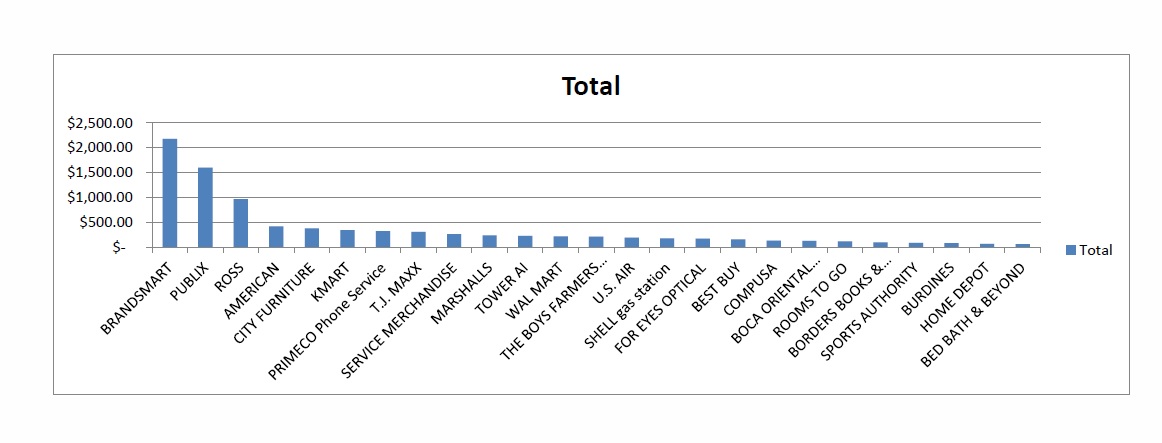 Total
$2,500.00
$2,000.00
$1,500.00
$1,000.00
$500.00
$-
BRANDSMART
PUBLIX
ROSS
AMERICAN
CITY FURNITURE
KMART
PRIMECO Phone Service
T.J. MAXX
SERVICE MERCHANDISE
MARSHALLS
TOWER AI
WAL MART
THE BOYS FARMERS...
U.S. AIR
SHELL gas station
FOR EYES OPTICAL
BEST BUY
COMPUSA
BOCA ORIENTAL...
ROOMS TO GO
BORDERS BOOKS &...
SPORTS AUTHORITY
BURDINES
HOME DEPOT
BED BATH & BEYOND
Total